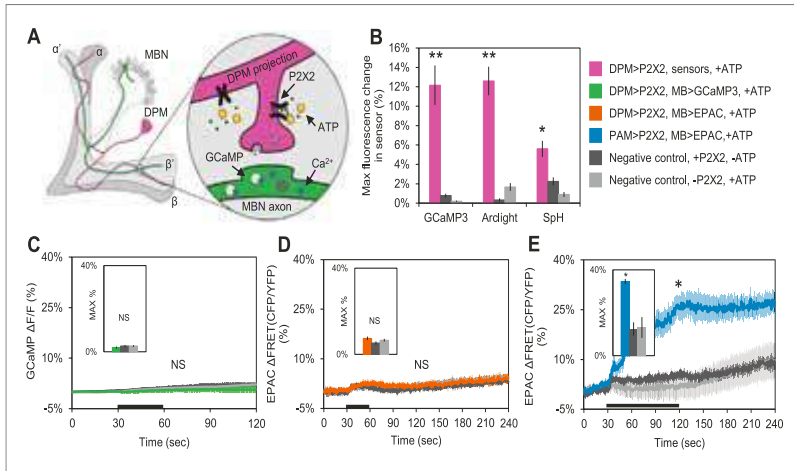 A
α'
α
MBN
DPM
β'
β
DPM projection
P2X2
ATP
GCaMP
Ca2+
MBN axon
B
Max fluorescence change
in sensor (%)
16%
14%
12%
10%
8%
6%
4%
2%
0%
**
**
*
GCaMP3
Arclight
SpH
DPM>P2X2, sensors, +ATP
DPM>P2X2, MB>GCaMP3, +ATP
DPM>P2X2, MB>EPAC, +ATP
PAM>P2X2, MB>EPAC,+ATP
Negative control, +P2X2, -ATP
Negative control, -P2X2, +ATP
C
GCaMP ΔF/F (%)
40%
25%
10%
-5%
40%
MAX %
0%
NS
NS
0
30
60
90
120
Time (sec)
D
EPAC ΔFRET(CFP/YFP)
(%)
40%
25%
10%
-5%
40%
MAX %
0%
NS
NS
0
30
60
90
120
150
180
210
240
Time (sec)
E
EPAC ΔFRET(CFP/YFP)
(%)
40%
25%
10%
-5%
40%
MAX %
0%
*
*
0
30
60
90
120
150
180
210
240
Time (sec)